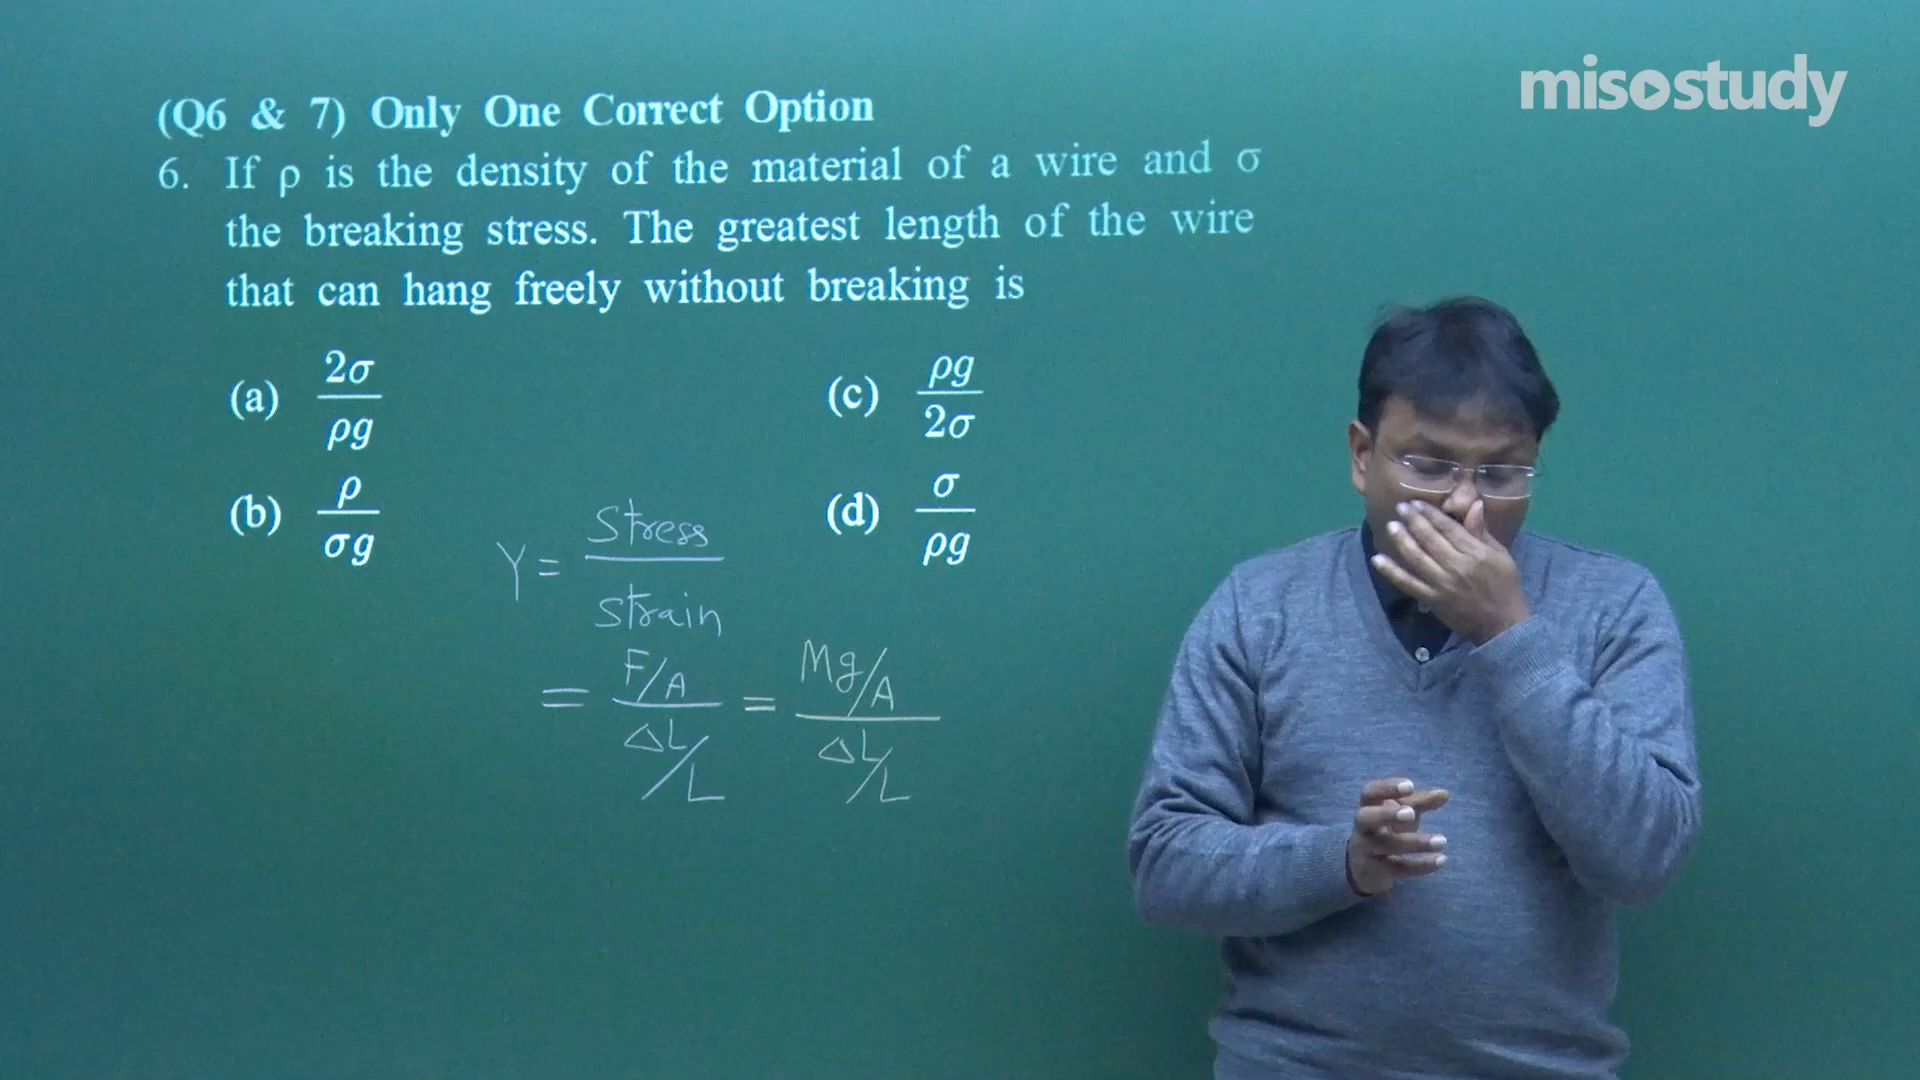 misostudy
(Q6 & 7) Only One Correct Option
6. If ρ is the density of the material of a wire and σ
the breaking stress. The greatest length of the wire
that can hang freely without breaking is
(a) 2σ/ρg
(c) ρg/2σ
(b) ρ/σg
(d) σ/ρg
Y = Stress/Strain
= F/A / ΔL/L = Mg/A / ΔL/L